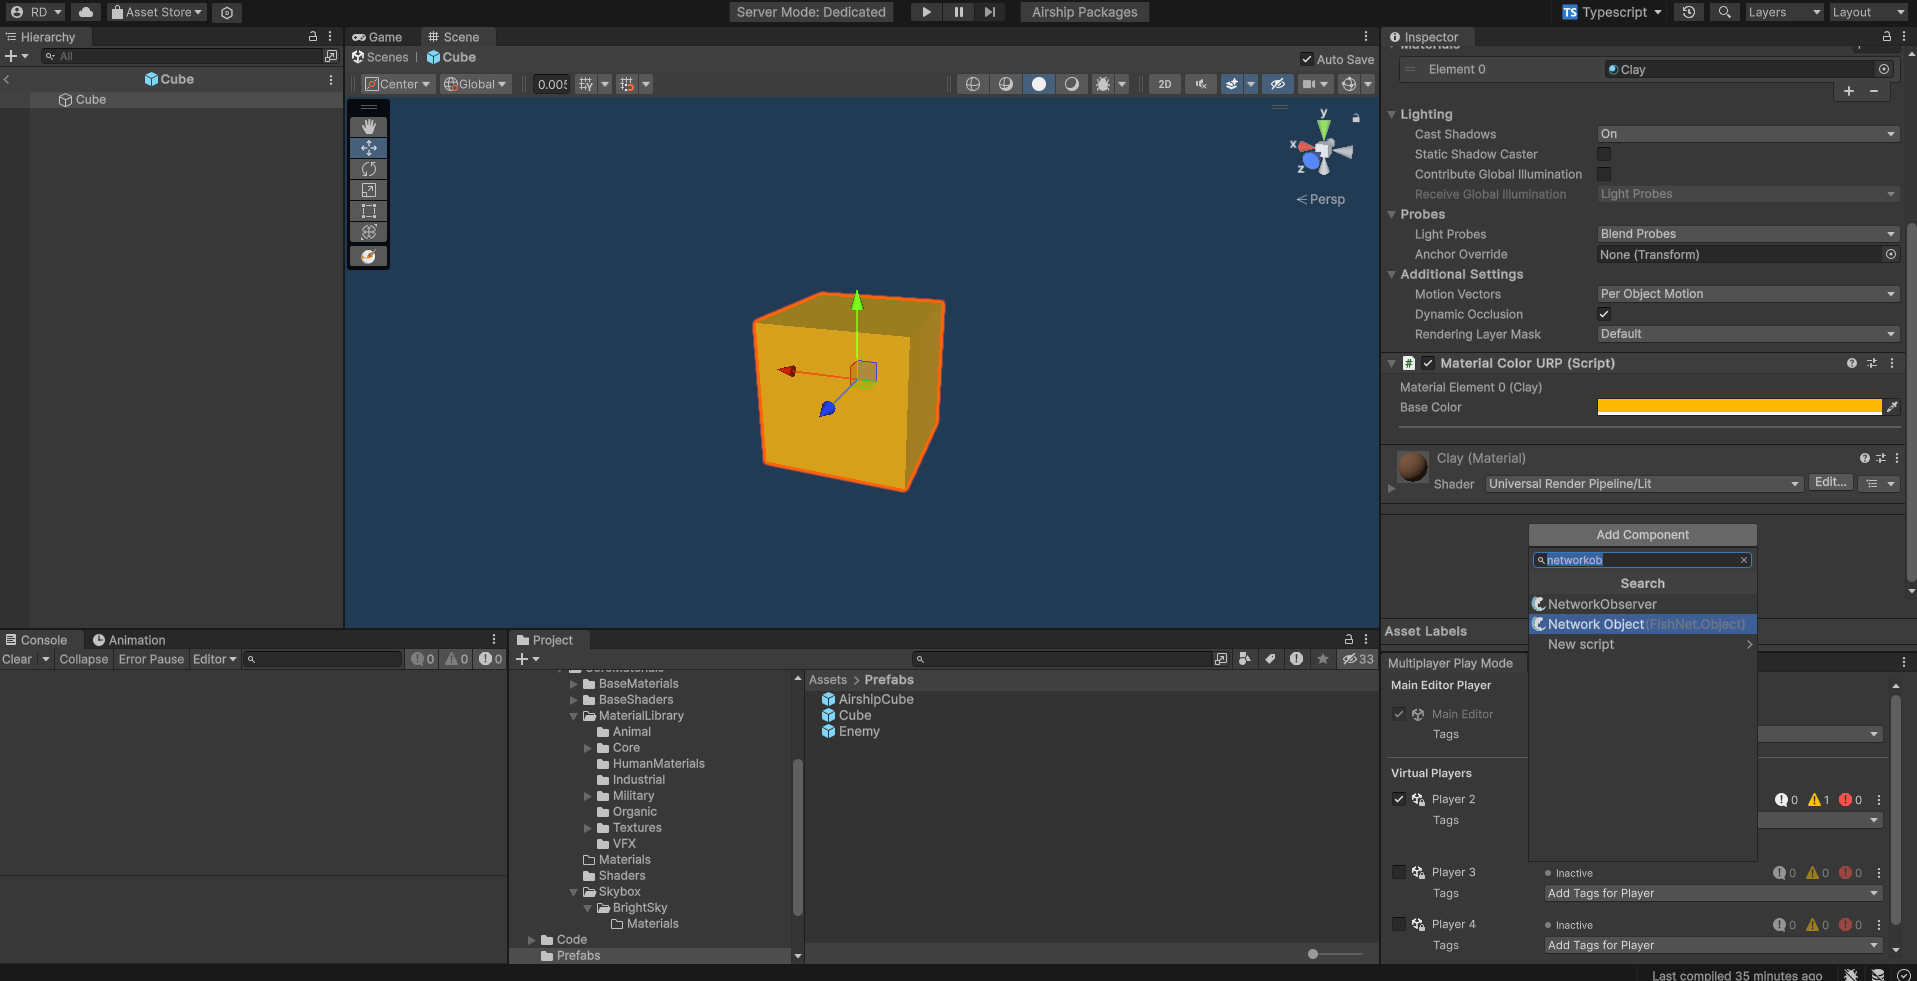 RD
Asset Store
Server Mode: Dedicated
Airship Packages
TS Typescript
Layers
Layout
Hierarchy
All
Cube
Cube
Game
Scene
Scenes
Cube
Auto Save
Center
Global
0.005
2D
y
x
z
Persp
Inspector
Materials
Element 0
Clay
Lighting
Cast Shadows
On
Static Shadow Caster
Contribute Global Illumination
Receive Global Illumination
Light Probes
Probes
Light Probes
Blend Probes
Anchor Override
None (Transform)
Additional Settings
Motion Vectors
Per Object Motion
Dynamic Occlusion
Rendering Layer Mask
Default
# Material Color URP (Script)
Material Element 0 (Clay)
Base Color
Clay (Material)
Shader
Universal Render Pipeline/Lit
Edit...
Add Component
networkob
Search
NetworkObserver
Network Object (FishNet.Object)
New script
Asset Labels
Multiplayer Play Mode
Main Editor Player
Main Editor
Tags
Virtual Players
Player 2
0 1 0
Tags
Player 3
Inactive
0 0 0
Tags
Add Tags for Player
Player 4
Inactive
0 0 0
Tags
Add Tags for Player
Last compiled 35 minutes ago
Console
Animation
Clear
Collapse
Error Pause
Editor
0 0 0
Project
33
BaseMaterials
BaseShaders
MaterialLibrary
Animal
Core
HumanMaterials
Industrial
Military
Organic
Textures
VFX
Materials
Shaders
Skybox
BrightSky
Materials
Code
Prefabs
Assets > Prefabs
AirshipCube
Cube
Enemy